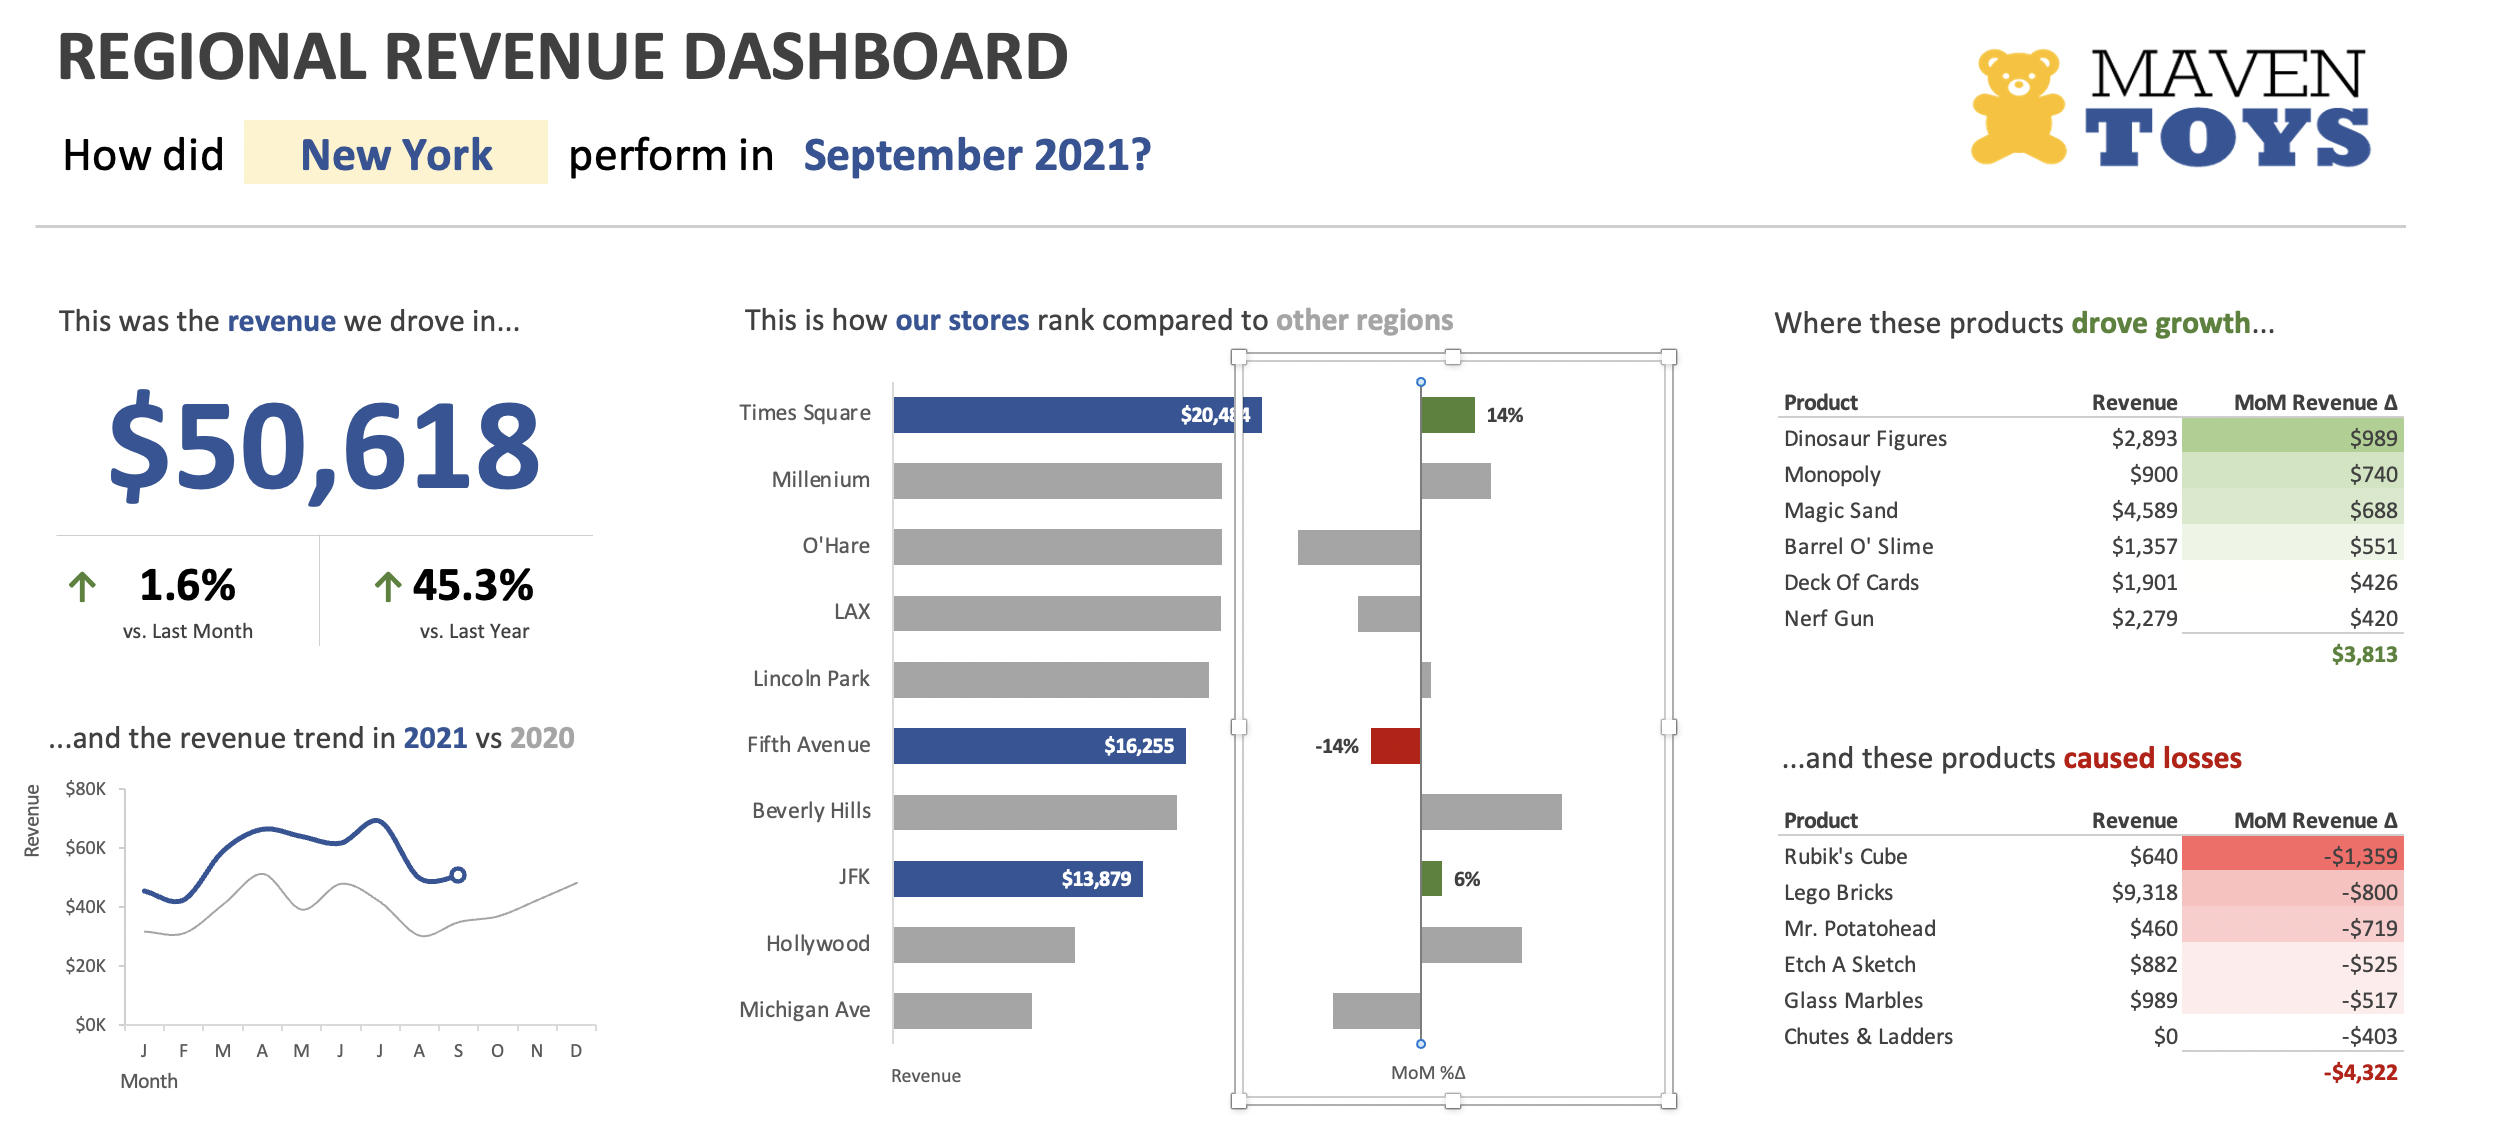 REGIONAL REVENUE DASHBOARD
MAVEN
TOYS
How did New York perform in September 2021?
This was the revenue we drove in...
$50,618
1.6%
vs. Last Month
45.3%
vs. Last Year
...and the revenue trend in 2021 vs 2020
Revenue
$80K
$60K
$40K
$20K
$0K
J F M A M J J A S O N D
Month
This is how our stores rank compared to other regions
Times Square $20,484 14%
Millenium
O'Hare
LAX
Lincoln Park
Fifth Avenue $16,255 -14%
Beverly Hills
JFK $13,879 6%
Hollywood
Michigan Ave
Revenue
MoM %Δ
Where these products drove growth...
Product Revenue MoM Revenue Δ
Dinosaur Figures $2,893 $989
Monopoly $900 $740
Magic Sand $4,589 $688
Barrel O' Slime $1,357 $551
Deck Of Cards $1,901 $426
Nerf Gun $2,279 $420
$3,813
...and these products caused losses
Product Revenue MoM Revenue Δ
Rubik's Cube $640 -$1,359
Lego Bricks $9,318 -$800
Mr. Potatohead $460 -$719
Etch A Sketch $882 -$525
Glass Marbles $989 -$517
Chutes & Ladders $0 -$403
-$4,322